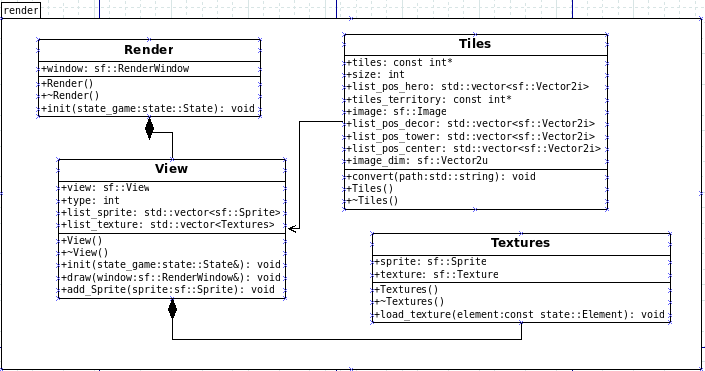 render
Render
+window: sf::RenderWindow
+Render()
+~Render()
+init(state_game:state::State): void
View
+view: sf::View
+type: int
+list_sprite: std::vector<sf::Sprite>
+list_texture: std::vector<Textures>
+View()
+~View()
+init(state_game:state::State&): void
+draw(window:sf::RenderWindow&): void
+add_Sprite(sprite:sf::Sprite): void
Tiles
+tiles: const int*
+size: int
+list_pos_hero: std::vector<sf::Vector2i>
+tiles_territory: const int*
+image: sf::Image
+list_pos_decor: std::vector<sf::Vector2i>
+list_pos_tower: std::vector<sf::Vector2i>
+list_pos_center: std::vector<sf::Vector2i>
+image_dim: sf::Vector2u
+convert(path:std::string): void
+Tiles()
+~Tiles()
Textures
+sprite: sf::Sprite
+texture: sf::Texture
+Textures()
+~Textures()
+load_texture(element:const state::Element): void